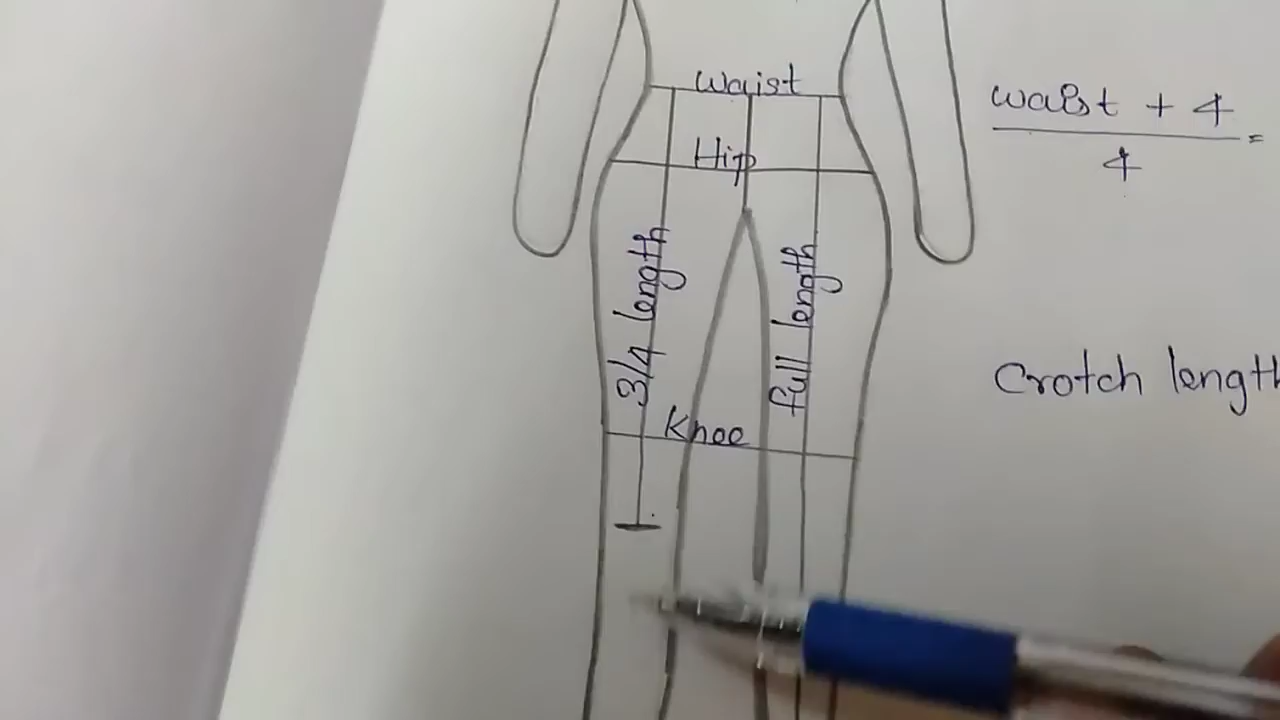 Waist
Hip
3/4 length
full length
Knee
waist + 4
4
=
Crotch length